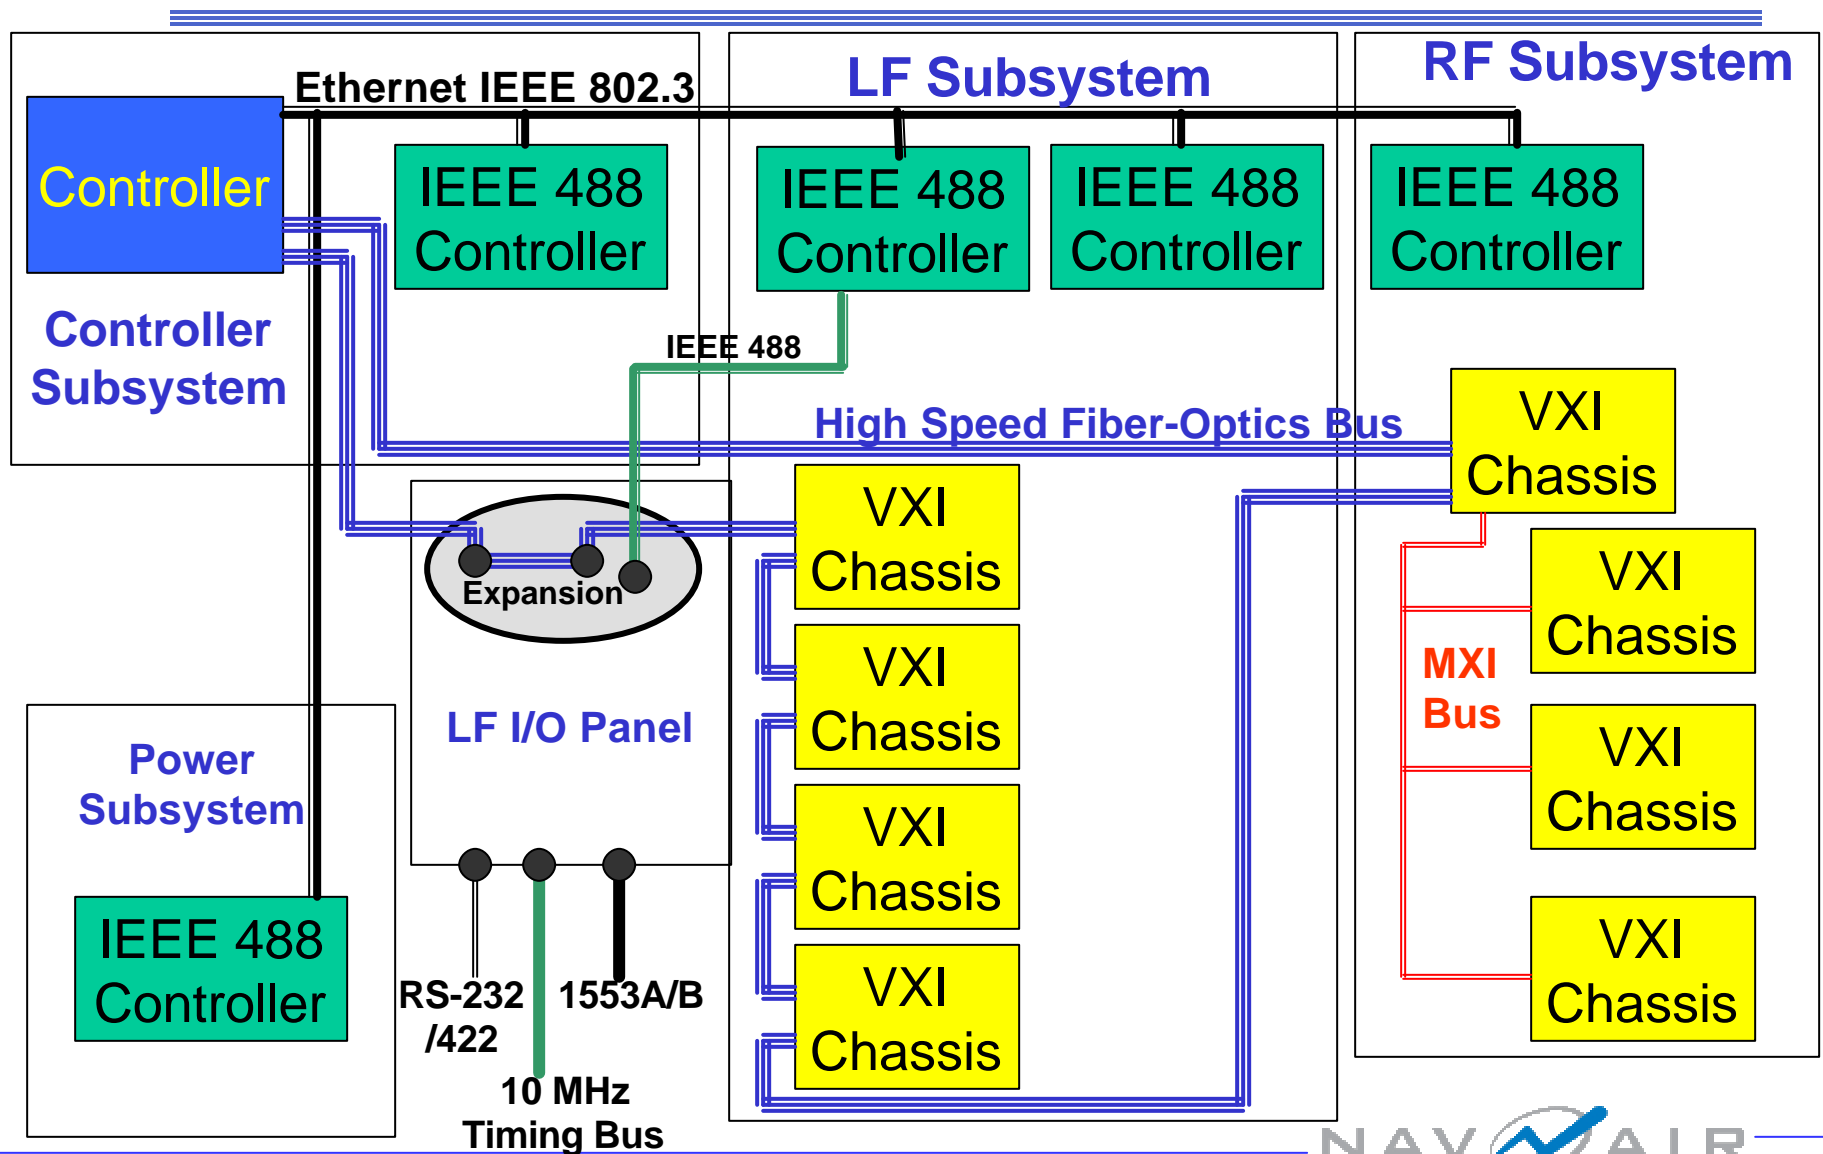 LF Subsystem
RF Subsystem
Ethernet IEEE 802.3
Controller
IEEE 488
Controller
IEEE 488
Controller
IEEE 488
Controller
IEEE 488
Controller
Controller
Subsystem
IEEE 488
High Speed Fiber-Optics Bus
VXI
Chassis
VXI
Chassis
Expansion
VXI
Chassis
VXI
Chassis
MXI
Bus
LF I/O Panel
VXI
Chassis
Power
Subsystem
VXI
Chassis
VXI
Chassis
VXI
Chassis
IEEE 488
Controller
RS-232
/422
1553A/B
10 MHz
Timing Bus
NAVAIR